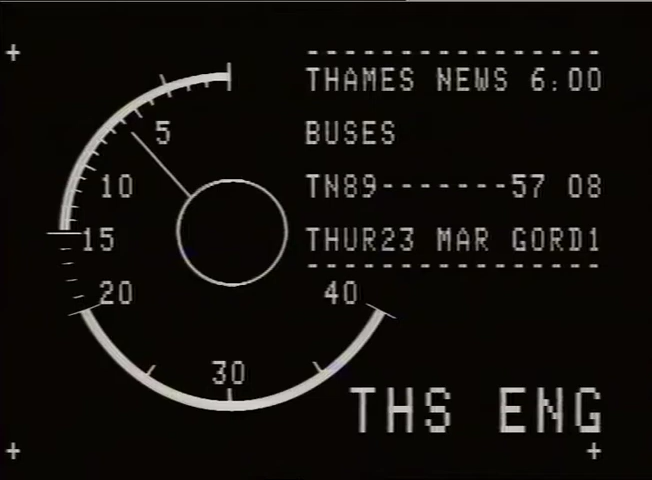 ----------------
THAMES NEWS 6:00
BUSES
TN89-------57 08
THUR23 MAR GORD1
----------------
5
10
15
20
30
40
THS ENG